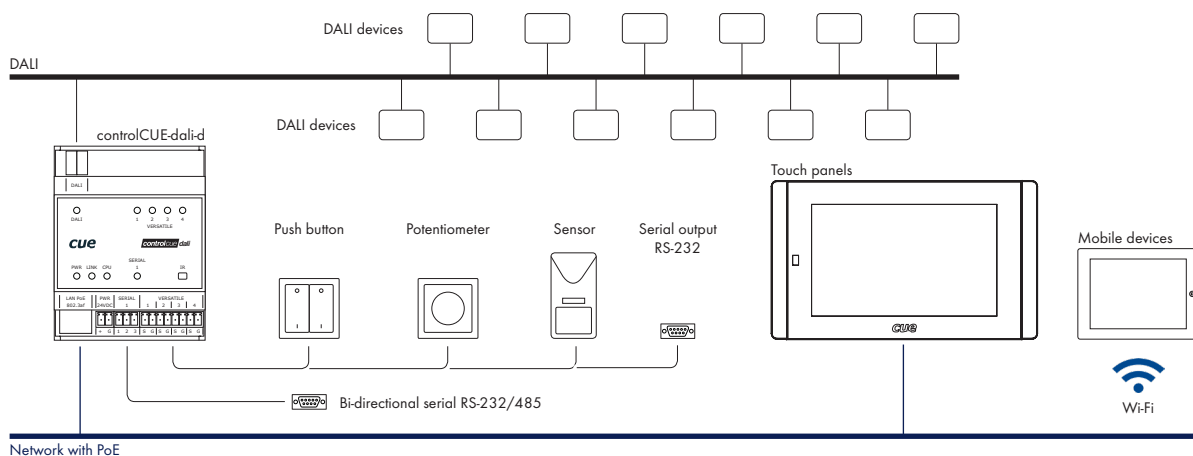 DALI devices
DALI
DALI devices
controlCUE-dali-d
DALI
DALI
1 2 3 4
VERSATILE
cue
controlcue dali
SERIAL
PWR LINK CPU 1 IR
LAN PoE PWR SERIAL VERSATILE
802.3af 24VDC 1 1 2 3 4
+ G 1 2 3 S G S G S G S G
Push button
Potentiometer
Sensor
Serial output
RS-232
Touch panels
cue
Mobile devices
Wi-Fi
Bi-directional serial RS-232/485
Network with PoE